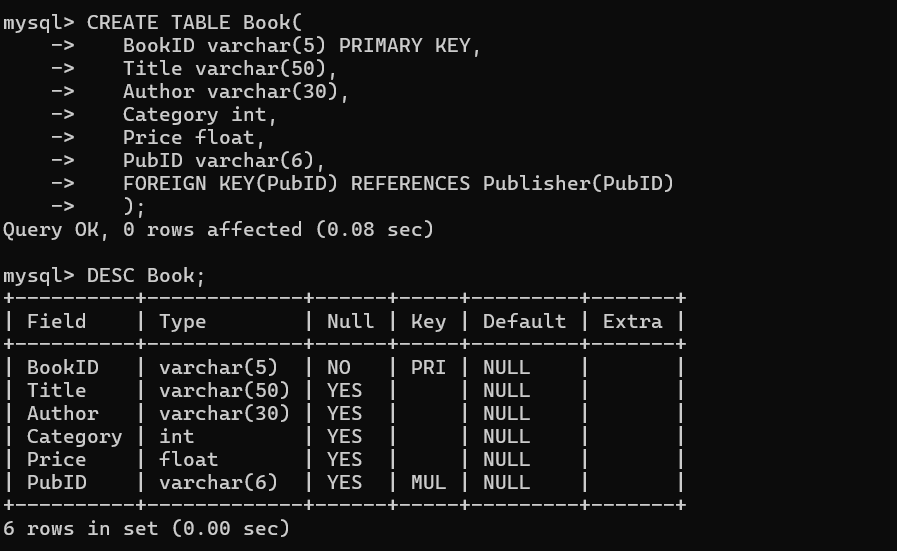 mysql> CREATE TABLE Book(
    ->    BookID varchar(5) PRIMARY KEY,
    ->    Title varchar(50),
    ->    Author varchar(30),
    ->    Category int,
    ->    Price float,
    ->    PubID varchar(6),
    ->    FOREIGN KEY(PubID) REFERENCES Publisher(PubID)
    ->    );
Query OK, 0 rows affected (0.08 sec)

mysql> DESC Book;
+----------+-------------+------+-----+---------+-------+
| Field    | Type        | Null | Key | Default | Extra |
+----------+-------------+------+-----+---------+-------+
| BookID   | varchar(5)  | NO   | PRI | NULL    |       |
| Title    | varchar(50) | YES  |     | NULL    |       |
| Author   | varchar(30) | YES  |     | NULL    |       |
| Category | int         | YES  |     | NULL    |       |
| Price    | float       | YES  |     | NULL    |       |
| PubID    | varchar(6)  | YES  | MUL | NULL    |       |
+----------+-------------+------+-----+---------+-------+
6 rows in set (0.00 sec)